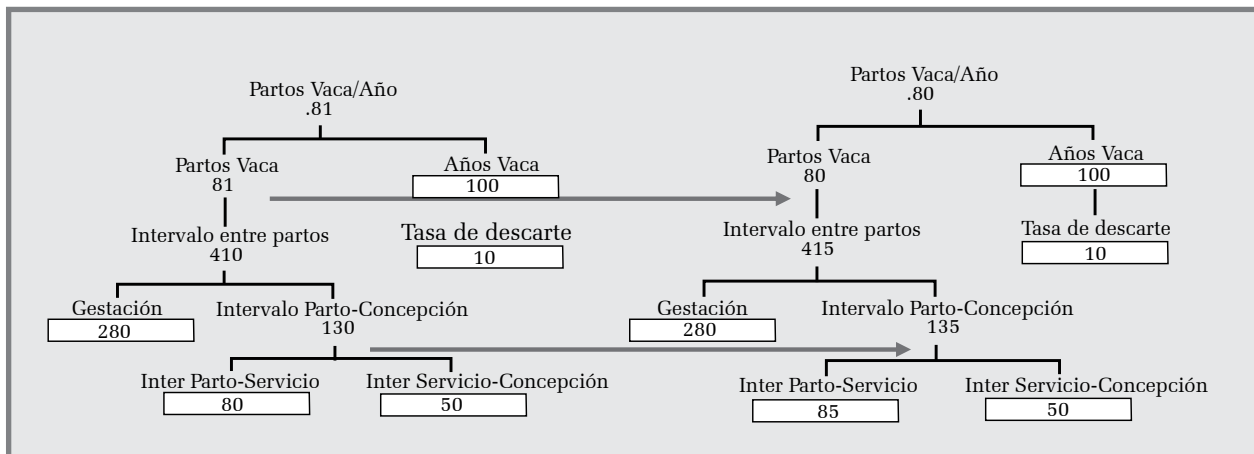 Partos Vaca/Año
.81
Partos Vaca
81
Años Vaca
100
Intervalo entre partos
410
Tasa de descarte
10
Gestación
280
Intervalo Parto-Concepción
130
Inter Parto-Servicio
80
Inter Servicio-Concepción
50
Partos Vaca/Año
.80
Partos Vaca
80
Años Vaca
100
Intervalo entre partos
415
Tasa de descarte
10
Gestación
280
Intervalo Parto-Concepción
135
Inter Parto-Servicio
85
Inter Servicio-Concepción
50